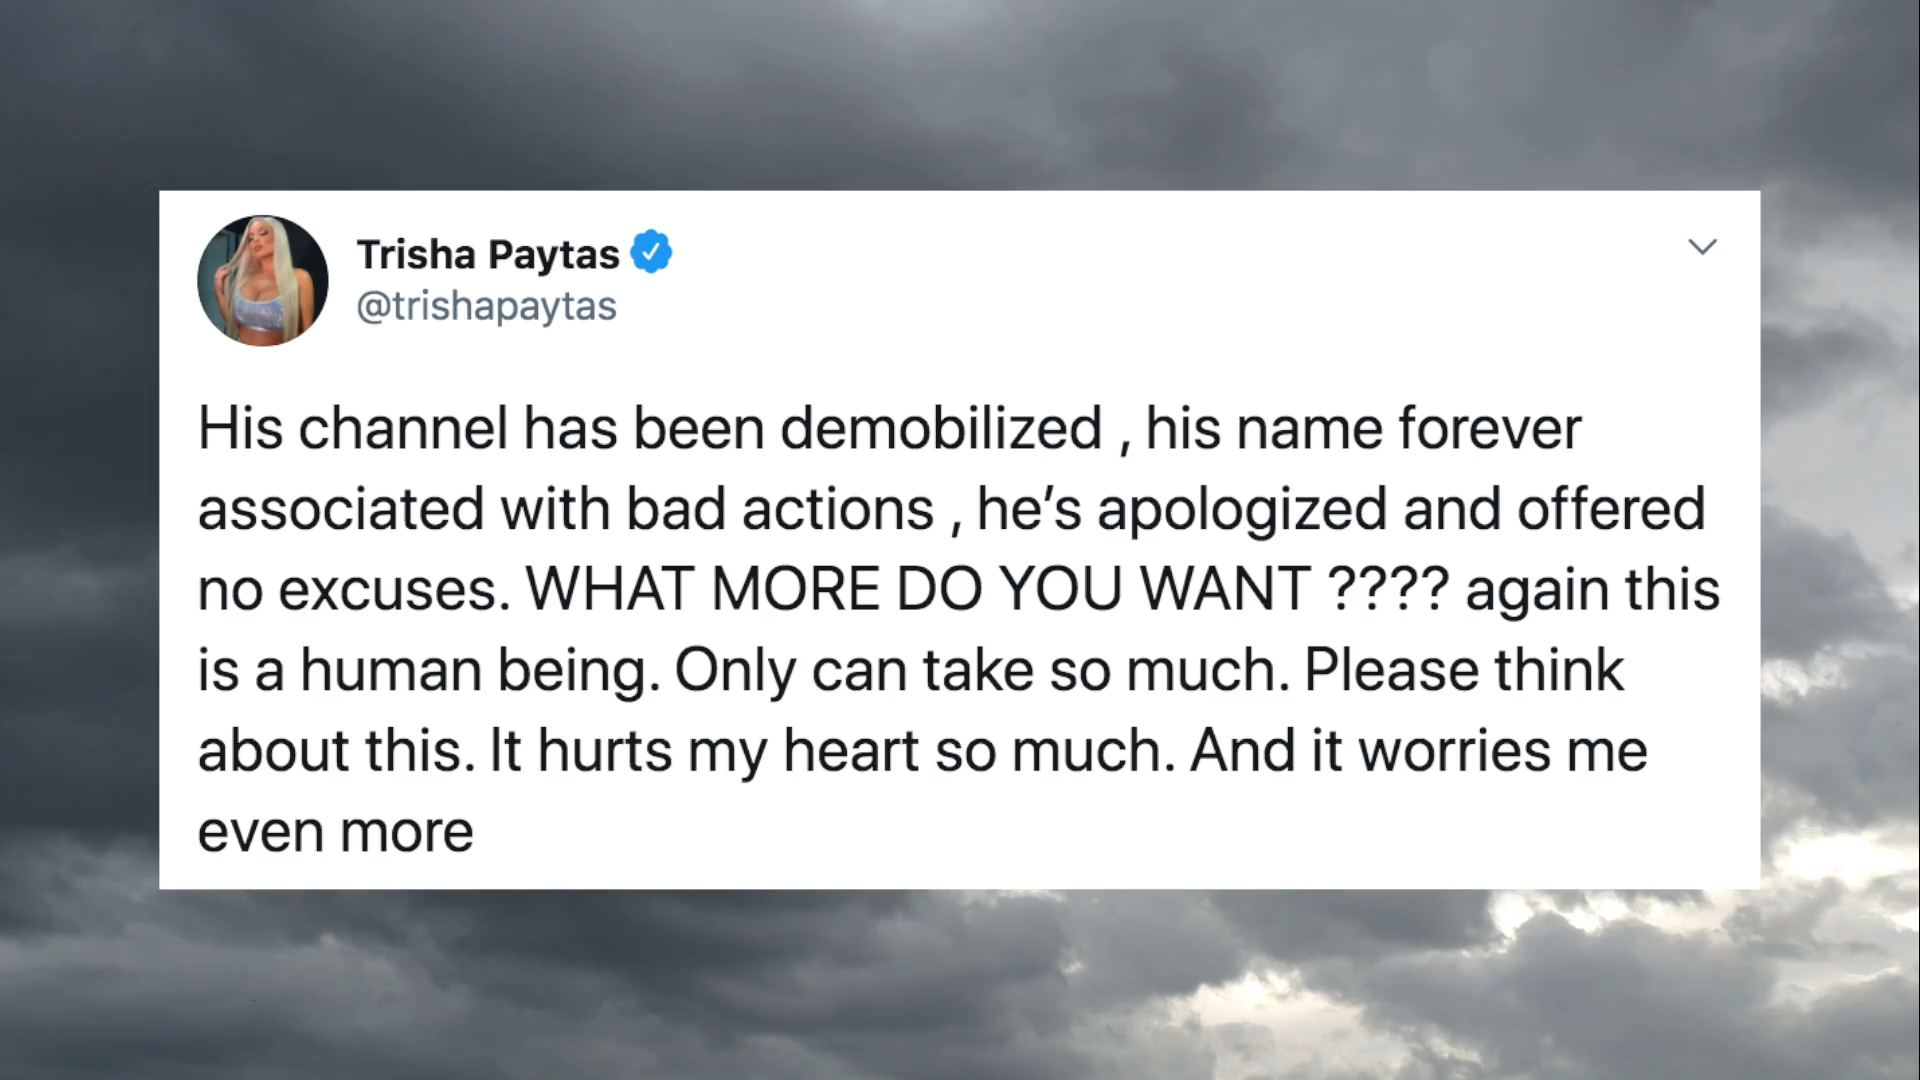 Trisha Paytas
@trishapaytas
His channel has been demobilized , his name forever
associated with bad actions , he’s apologized and offered
no excuses. WHAT MORE DO YOU WANT ???? again this
is a human being. Only can take so much. Please think
about this. It hurts my heart so much. And it worries me
even more